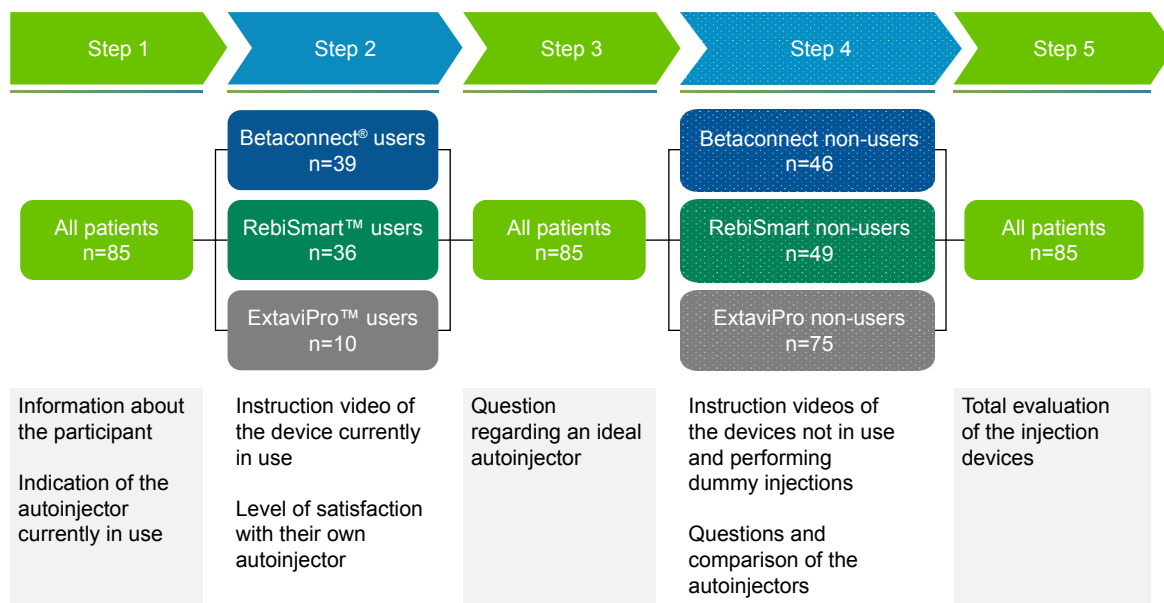 Step 1
Step 2
Step 3
Step 4
Step 5
All patients
n=85
Betaconnect® users
n=39
RebiSmart™ users
n=36
ExtaviPro™ users
n=10
All patients
n=85
Betaconnect non-users
n=46
RebiSmart non-users
n=49
ExtaviPro non-users
n=75
All patients
n=85
Information about
the participant
Indication of the
autoinjector
currently in use
Instruction video of
the device currently
in use
Level of satisfaction
with their own
autoinjector
Question
regarding an ideal
autoinjector
Instruction videos of
the devices not in use
and performing
dummy injections
Questions and
comparison of the
autoinjectors
Total evaluation
of the injection
devices